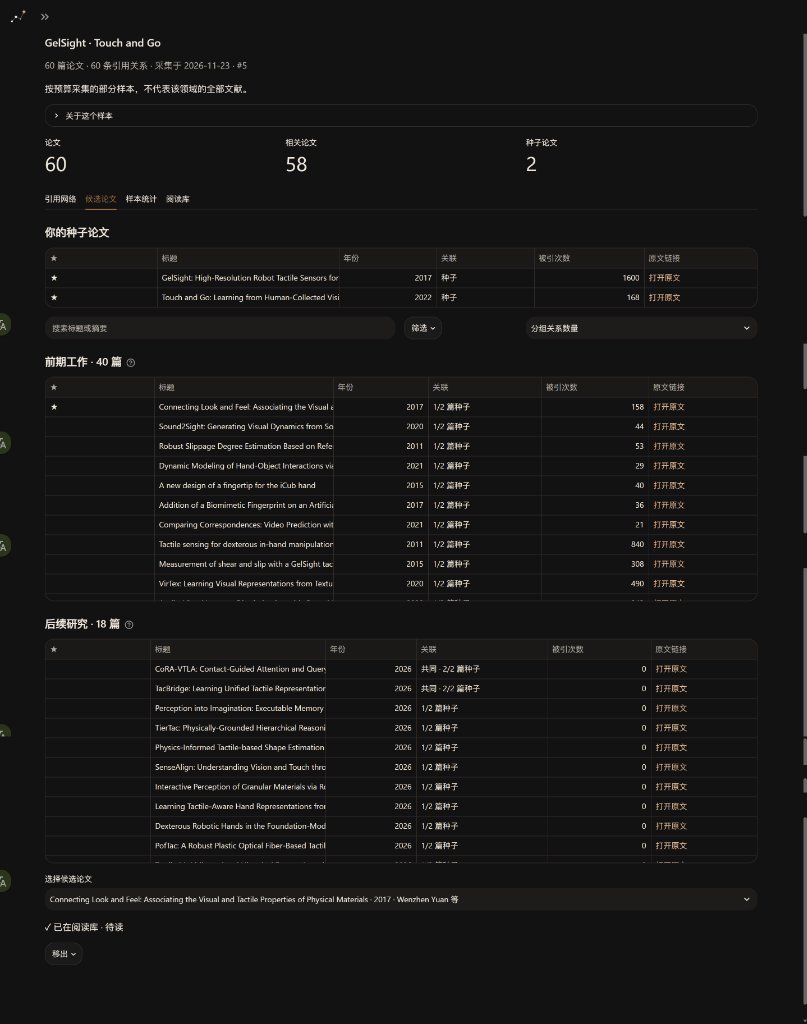 GelSight · Touch and Go
60 篇论文 · 60 条引用关系 · 采集于 2026-11-23 · #5
按预算采集的部分样本，不代表该领域的全部文献。
关于这个样本
论文 相关论文 种子论文
60 58 2
引用网络 候选论文 样本统计 阅读库
你的种子论文
★ 标题 年份 关联 被引次数 原文链接
★ GelSight: High-Resolution Robot Tactile Sensors for 2017 种子 1600 打开原文
★ Touch and Go: Learning from Human-Collected Visi 2022 种子 168 打开原文
搜索标题或摘要 筛选 分组关系数量
前期工作 · 40 篇
★ 标题 年份 关联 被引次数 原文链接
★ Connecting Look and Feel: Associating the Visual a 2017 1/2 篇种子 158 打开原文
Sound2Sight: Generating Visual Dynamics from So 2020 1/2 篇种子 44 打开原文
Robust Slippage Degree Estimation Based on Refe 2011 1/2 篇种子 53 打开原文
Dynamic Modeling of Hand-Object Interactions via 2021 1/2 篇种子 29 打开原文
A new design of a fingertip for the iCub hand 2015 1/2 篇种子 40 打开原文
Addition of a Biomimetic Fingerprint on an Artificia 2017 1/2 篇种子 36 打开原文
Comparing Correspondences: Video Prediction wit 2021 1/2 篇种子 21 打开原文
Tactile sensing for dexterous in-hand manipulation 2011 1/2 篇种子 840 打开原文
Measurement of shear and slip with a GelSight tac 2015 1/2 篇种子 308 打开原文
VirTex: Learning Visual Representations from Textu 2020 1/2 篇种子 490 打开原文
后续研究 · 18 篇
★ 标题 年份 关联 被引次数 原文链接
CoRA-VTLA: Contact-Guided Attention and Query 2026 共同 · 2/2 篇种子 0 打开原文
TacBridge: Learning Unified Tactile Representation 2026 共同 · 2/2 篇种子 0 打开原文
Perception into Imagination: Executable Memory 2026 1/2 篇种子 0 打开原文
TierTac: Physically-Grounded Hierarchical Reasoni 2026 1/2 篇种子 0 打开原文
Physics-Informed Tactile-based Shape Estimation 2026 1/2 篇种子 0 打开原文
SenseAlign: Understanding Vision and Touch thro 2026 1/2 篇种子 0 打开原文
Interactive Perception of Granular Materials via Ro 2026 1/2 篇种子 0 打开原文
Learning Tactile-Aware Hand Representations from 2026 1/2 篇种子 0 打开原文
Dexterous Robotic Hands in the Foundation-Mod 2026 1/2 篇种子 0 打开原文
PofTac: A Robust Plastic Optical Fiber-Based Tactil 2026 1/2 篇种子 0 打开原文
选择候选论文
Connecting Look and Feel: Associating the Visual and Tactile Properties of Physical Materials · 2017 · Wenzhen Yuan 等
✓ 已在阅读库 · 待读
移出